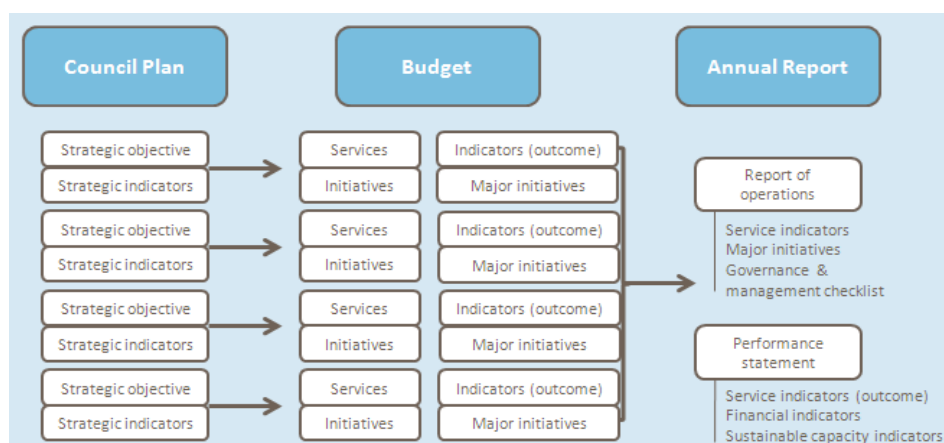 Council Plan
Budget
Annual Report
Strategic objective
Strategic indicators
Services
Initiatives
Indicators (outcome)
Major initiatives
Strategic objective
Strategic indicators
Services
Initiatives
Indicators (outcome)
Major initiatives
Strategic objective
Strategic indicators
Services
Initiatives
Indicators (outcome)
Major initiatives
Strategic objective
Strategic indicators
Services
Initiatives
Indicators (outcome)
Major initiatives
Report of
operations
Service indicators
Major initiatives
Governance &
management checklist
Performance
statement
Service indicators (outcome)
Financial indicators
Sustainable capacity indicators